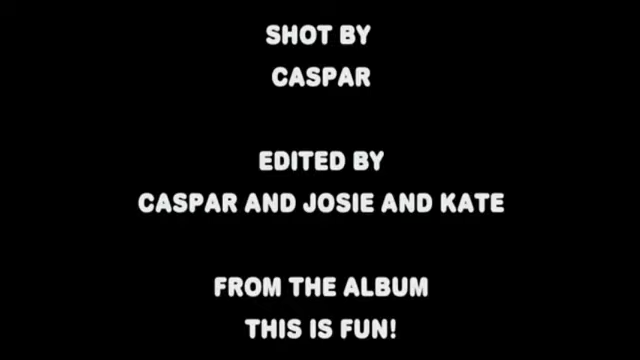 SHOT BY
CASPAR
EDITED BY
CASPAR AND JOSIE AND KATE
FROM THE ALBUM
THIS IS FUN!